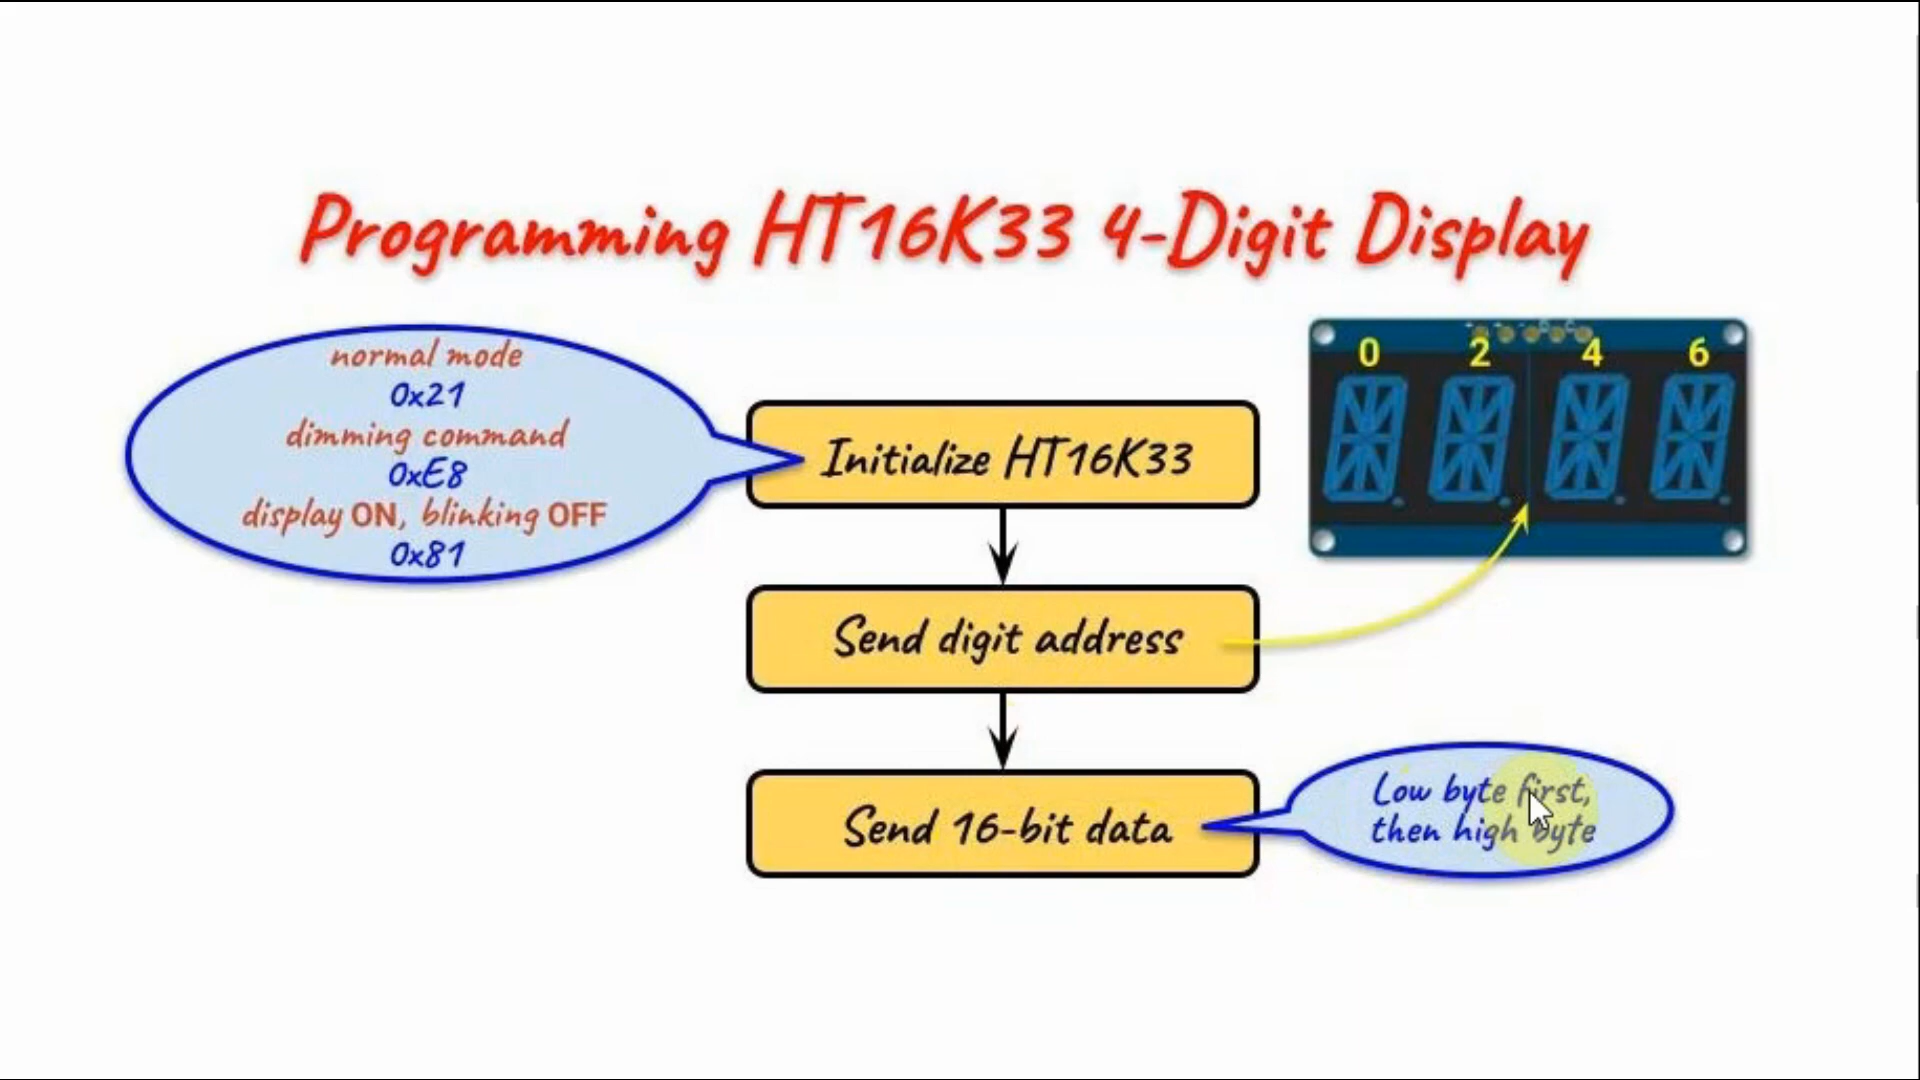 Programming HT16K33 4-Digit Display
normal mode
0x21
dimming command
0xE8
display ON, blinking OFF
0x81
Initialize HT16K33
0 2 4 6
Send digit address
Send 16-bit data
Low byte first,
then high byte